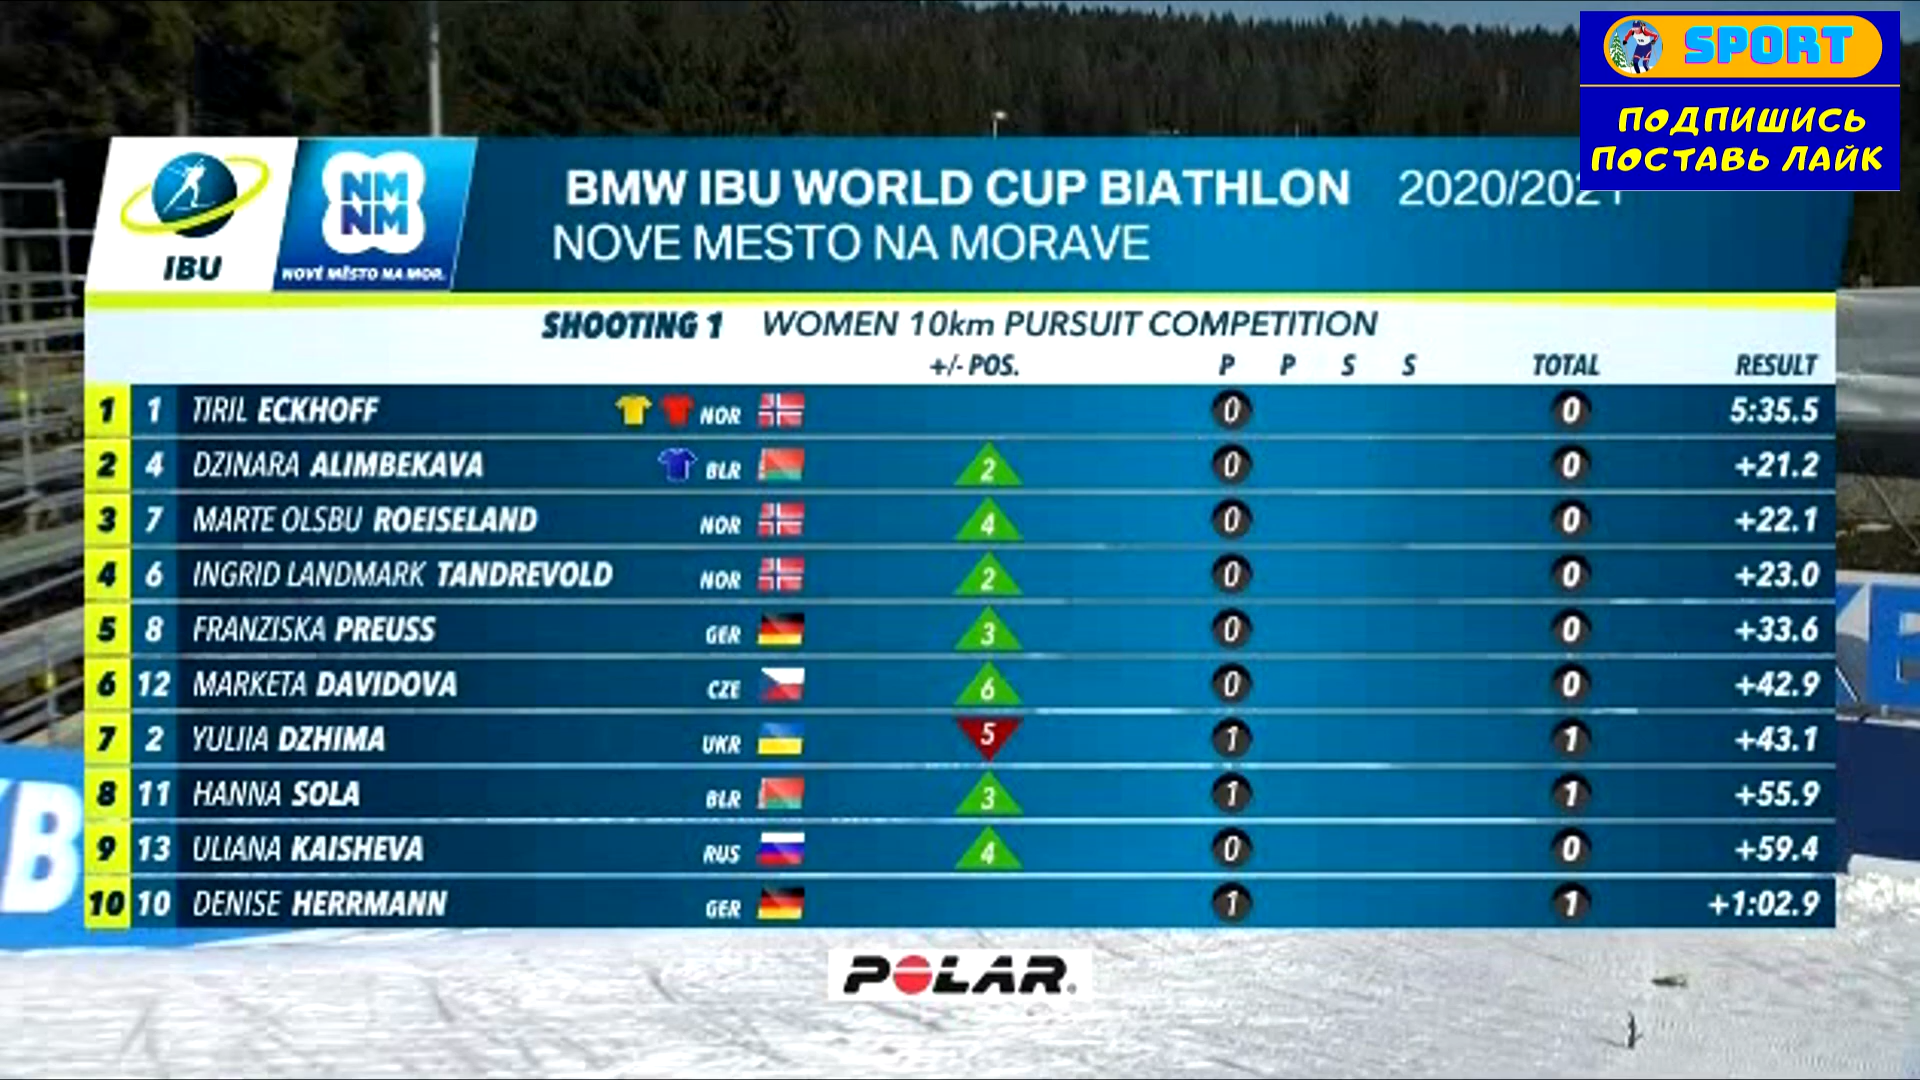 SPORT
ПОДПИШИСЬ
ПОСТАВЬ ЛАЙК
IBU
NM
NM
NOVÉ MĚSTO NA MOR.
BMW IBU WORLD CUP BIATHLON 2020/2021
NOVE MESTO NA MORAVE
SHOOTING 1 WOMEN 10km PURSUIT COMPETITION
+/- POS. P P S S TOTAL RESULT
1 1 TIRIL ECKHOFF NOR 0 0 5:35.5
2 4 DZINARA ALIMBEKAVA BLR 2 0 0 +21.2
3 7 MARTE OLSBU ROEISELAND NOR 4 0 0 +22.1
4 6 INGRID LANDMARK TANDREVOLD NOR 2 0 0 +23.0
5 8 FRANZISKA PREUSS GER 3 0 0 +33.6
6 12 MARKETA DAVIDOVA CZE 6 0 0 +42.9
7 2 YULIIA DZHIMA UKR 5 1 1 +43.1
8 11 HANNA SOLA BLR 3 1 1 +55.9
9 13 ULIANA KAISHEVA RUS 4 0 0 +59.4
10 10 DENISE HERRMANN GER 1 1 +1:02.9
POLAR